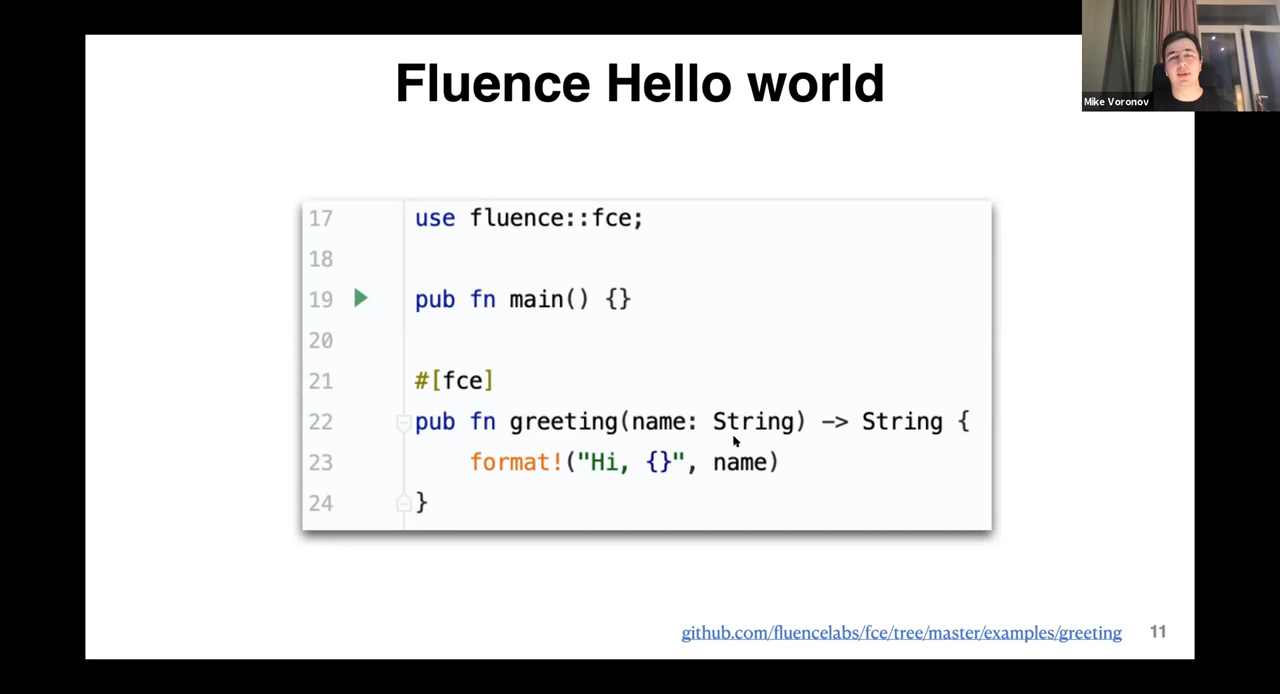 Fluence Hello world
Mike Voronov
17 use fluence::fce;
18
19 pub fn main() {}
20
21 #[fce]
22 pub fn greeting(name: String) -> String {
23     format!("Hi, {}", name)
24 }
github.com/fluencelabs/fce/tree/master/examples/greeting 11